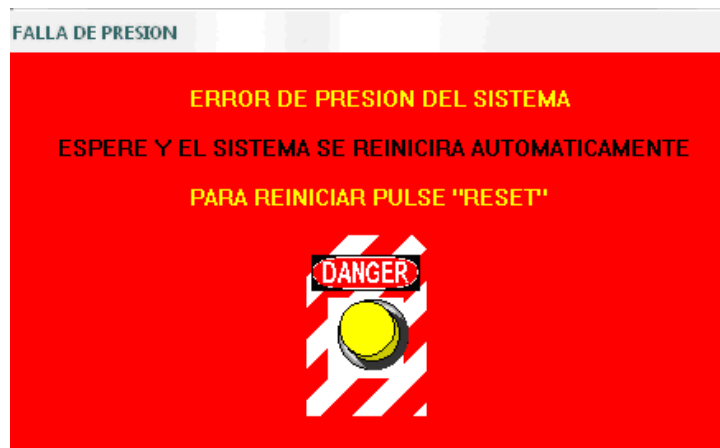 FALLA DE PRESION
ERROR DE PRESION DEL SISTEMA
ESPERE Y EL SISTEMA SE REINICIRA AUTOMATICAMENTE
PARA REINICIAR PULSE "RESET"
DANGER